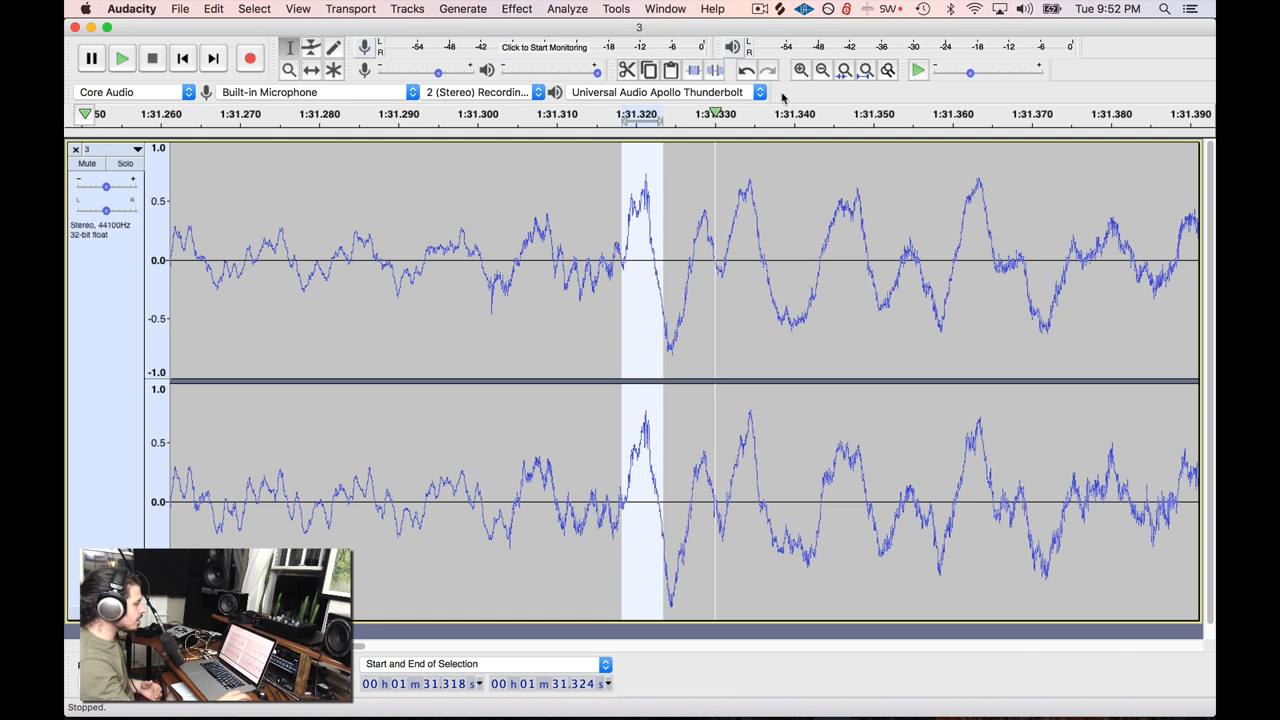 Audacity File Edit Select View Transport Tracks Generate Effect Analyze Tools Window Help SW Tue 9:52 PM
3
L R -54 -48 -42 Click to Start Monitoring -18 -12 -6 0 L R -54 -48 -42 -36 -30 -24 -18 -12 -6 0
Core Audio Built-in Microphone 2 (Stereo) Recordin... Universal Audio Apollo Thunderbolt
50 1:31.260 1:31.270 1:31.280 1:31.290 1:31.300 1:31.310 1:31.320 1:31.330 1:31.340 1:31.350 1:31.360 1:31.370 1:31.380 1:31.390
3
Mute Solo
- +
L R
Stereo, 44100Hz
32-bit float
1.0
0.5
0.0
-0.5
-1.0
1.0
0.5
0.0
Start and End of Selection
00 h 01 m 31.318 s 00 h 01 m 31.324 s
Stopped.